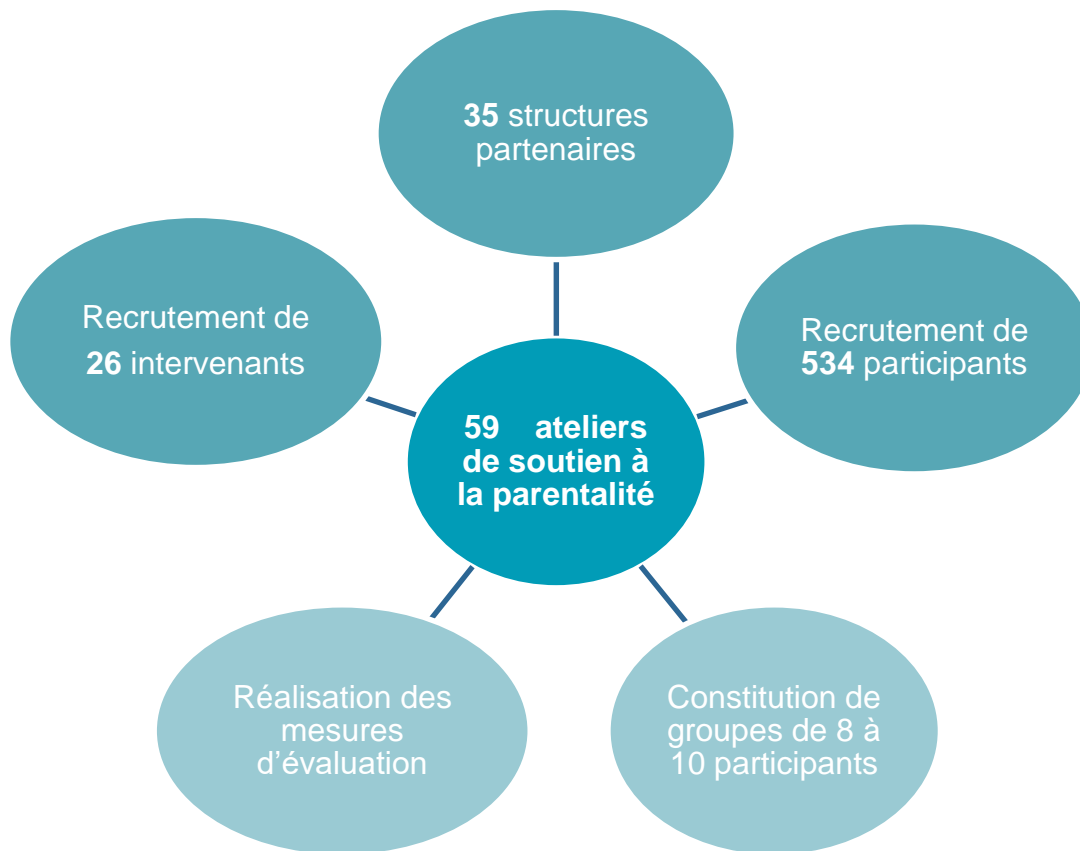 35 structures
partenaires
Recrutement de
26 intervenants
Recrutement de
534 participants
59 ateliers
de soutien à
la parentalité
Réalisation des
mesures
d'évaluation
Constitution de
groupes de 8 à
10 participants